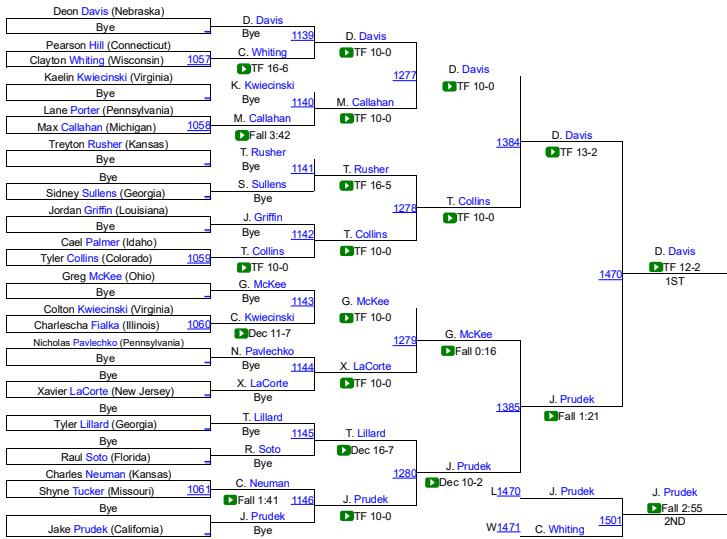 Deon Davis (Nebraska)
Bye
Pearson Hill (Connecticut)
Clayton Whiting (Wisconsin) 1057
Kaelin Kwiecinski (Virginia)
Bye
Lane Porter (Pennsylvania)
Max Callahan (Michigan) 1058
Treyton Rusher (Kansas)
Bye
Bye
Sidney Sullens (Georgia)
Jordan Griffin (Louisiana)
Bye
Cael Palmer (Idaho)
Tyler Collins (Colorado) 1059
Greg McKee (Ohio)
Bye
Colton Kwiecinski (Virginia)
Charlescha Fialka (Illinois) 1060
Nicholas Pavlechko (Pennsylvania)
Bye
Bye
Xavier LaCorte (New Jersey)
Bye
Tyler Lillard (Georgia)
Bye
Raul Soto (Florida)
Charles Neuman (Kansas)
Shyne Tucker (Missouri) 1061
Bye
Jake Prudek (California)
D. Davis
Bye 1139
C. Whiting
TF 16-6
K. Kwiecinski
Bye 1140
M. Callahan
Fall 3:42
T. Rusher
Bye 1141
S. Sullens
Bye
J. Griffin
Bye 1142
T. Collins
TF 10-0
G. McKee
Bye 1143
C. Kwiecinski
Dec 11-7
N. Pavlechko
Bye 1144
X. LaCorte
Bye
T. Lillard
Bye 1145
R. Soto
Bye
C. Neuman
Fall 1:41 1146
J. Prudek
Bye
D. Davis
TF 10-0
1277
M. Callahan
TF 10-0
T. Rusher
TF 16-5
1278
T. Collins
TF 10-0
G. McKee
TF 10-0
1279
X. LaCorte
TF 10-0
T. Lillard
Dec 16-7
1280
J. Prudek
TF 10-0
D. Davis
TF 10-0
1384
T. Collins
TF 10-0
G. McKee
Fall 0:16
1385
J. Prudek
Dec 10-2
D. Davis
TF 13-2
1470
J. Prudek
Fall 1:21
D. Davis
TF 12-2
1ST
L1470 J. Prudek
W1471 C. Whiting
1501
J. Prudek
Fall 2:55
2ND